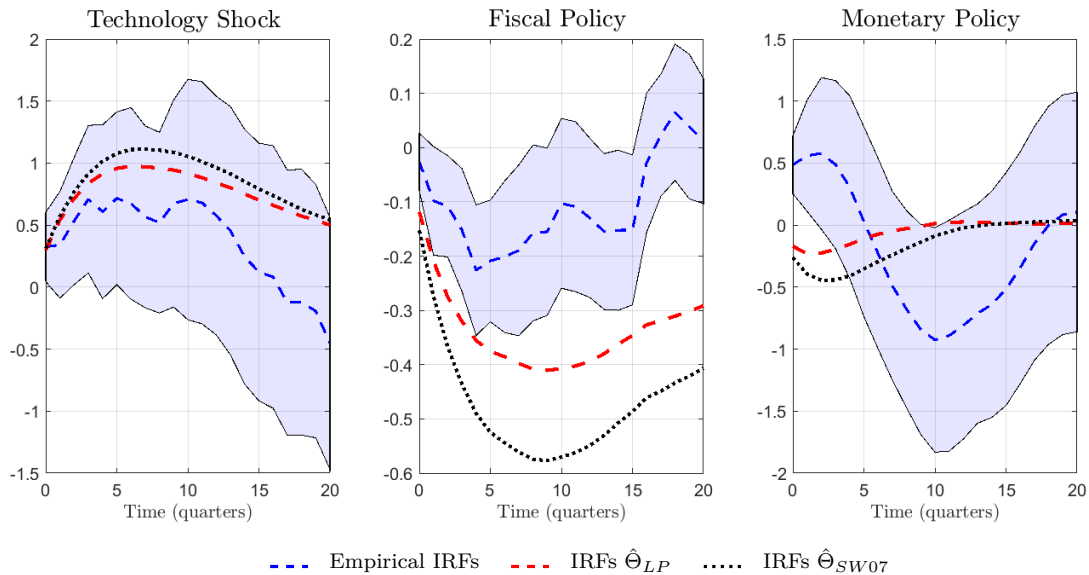 Technology Shock
Fiscal Policy
Monetary Policy
2
1.5
1
0.5
0
-0.5
-1
-1.5
0 5 10 15 20
Time (quarters)
0.2
0.1
0
-0.1
-0.2
-0.3
-0.4
-0.5
-0.6
0 5 10 15 20
Time (quarters)
1.5
1
0.5
0
-0.5
-1
-1.5
-2
0 5 10 15 20
Time (quarters)
Empirical IRFs IRFs Θ̂_LP IRFs Θ̂_SW07